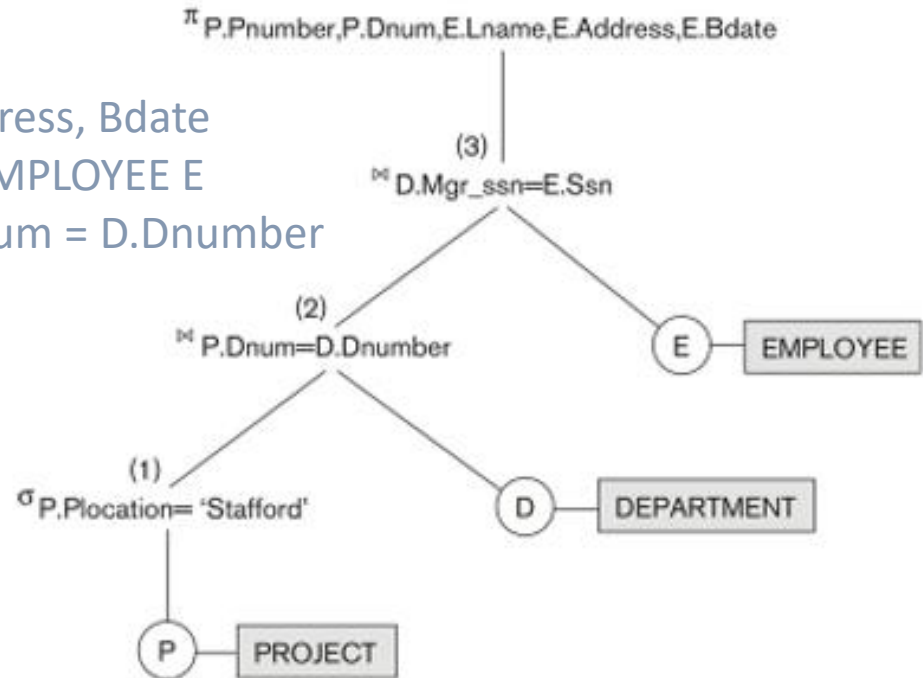 π P.Pnumber,P.Dnum,E.Lname,E.Address,E.Bdate
ress, Bdate
MPLOYEE E
um = D.Dnumber
(3)
⋈ D.Mgr_ssn=E.Ssn
(2)
⋈ P.Dnum=D.Dnumber
E
EMPLOYEE
(1)
σ P.Plocation= ‘Stafford’
D
DEPARTMENT
P
PROJECT